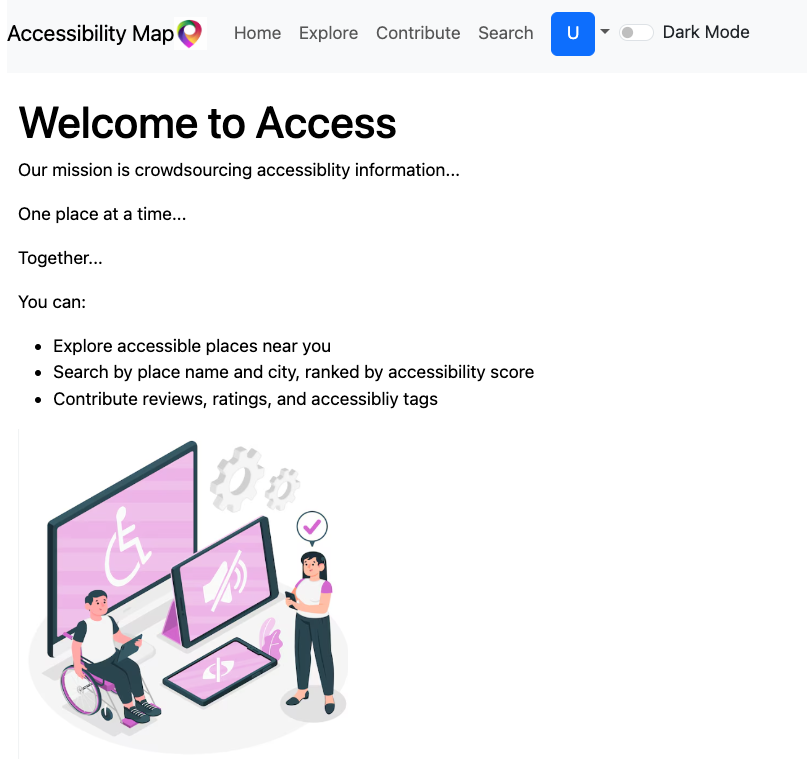 Accessibility Map Home Explore Contribute Search U Dark Mode
Welcome to Access
Our mission is crowdsourcing accessiblity information...
One place at a time...
Together...
You can:
• Explore accessible places near you
• Search by place name and city, ranked by accessibility score
• Contribute reviews, ratings, and accessibliy tags